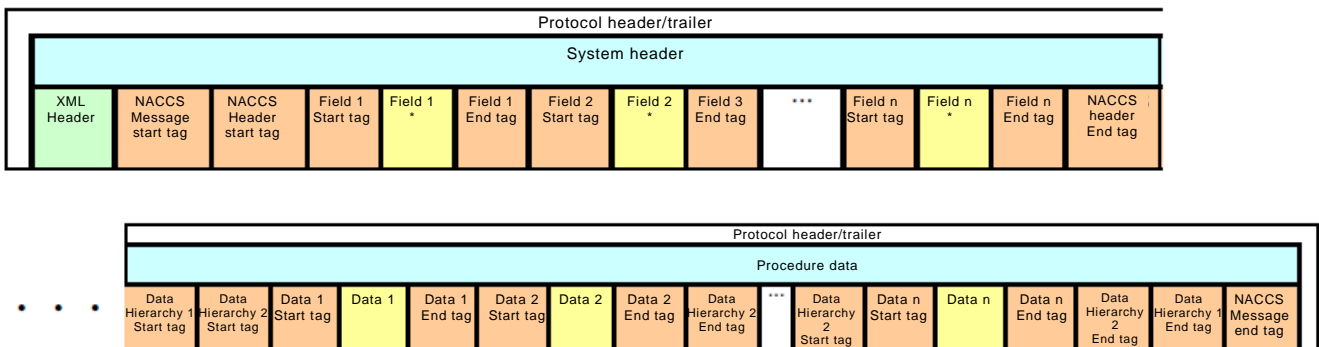 Protocol header/trailer
System header
XML Header
NACCS Message start tag
NACCS Header start tag
Field 1 Start tag
Field 1 *
Field 1 End tag
Field 2 Start tag
Field 2 *
Field 3 End tag
***
Field n Start tag
Field n *
Field n End tag
NACCS header End tag
Protocol header/trailer
Procedure data
• • •
Data Hierarchy 1 Start tag
Data Hierarchy 2 Start tag
Data 1 Start tag
Data 1
Data 1 End tag
Data 2 Start tag
Data 2
Data 2 End tag
Data Hierarchy 2 End tag
***
Data Hierarchy 2 Start tag
Data n Start tag
Data n
Data n End tag
Data Hierarchy 2 End tag
Data Hierarchy 1 End tag
NACCS Message end tag